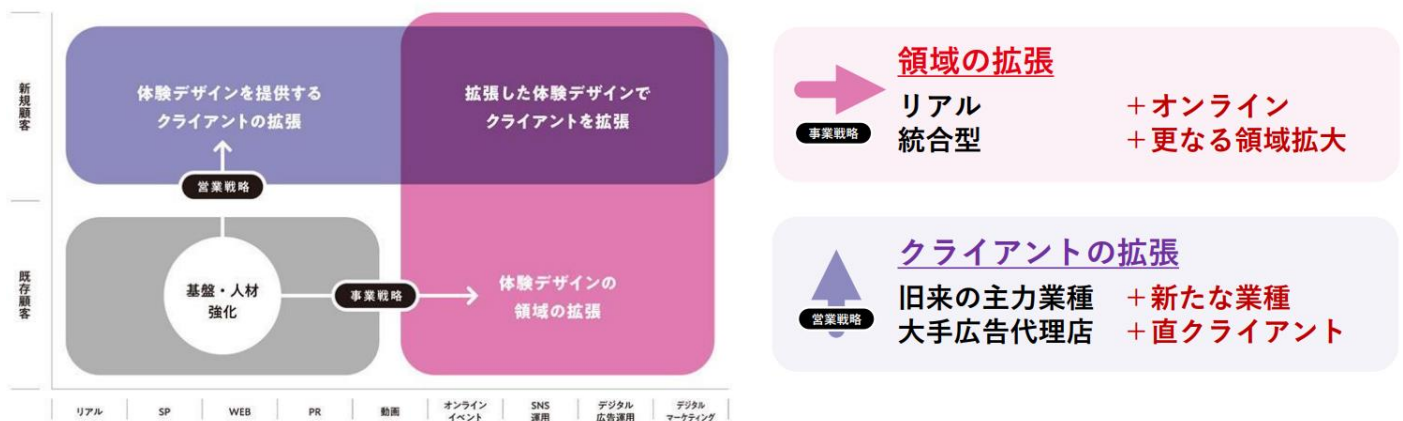 新規顧客
体験デザインを提供する
クライアントの拡張
拡張した体験デザインで
クライアントを拡張
営業戦略
既存顧客
基盤・人材
強化
事業戦略
体験デザインの
領域の拡張
リアル
SP
WEB
PR
動画
オンライン
イベント
SNS
運用
デジタル
広告運用
デジタル
マーケティング
領域の拡張
事業戦略
リアル ＋オンライン
統合型 ＋更なる領域拡大
クライアントの拡張
営業戦略
旧来の主力業種 ＋新たな業種
大手広告代理店 ＋直クライアント